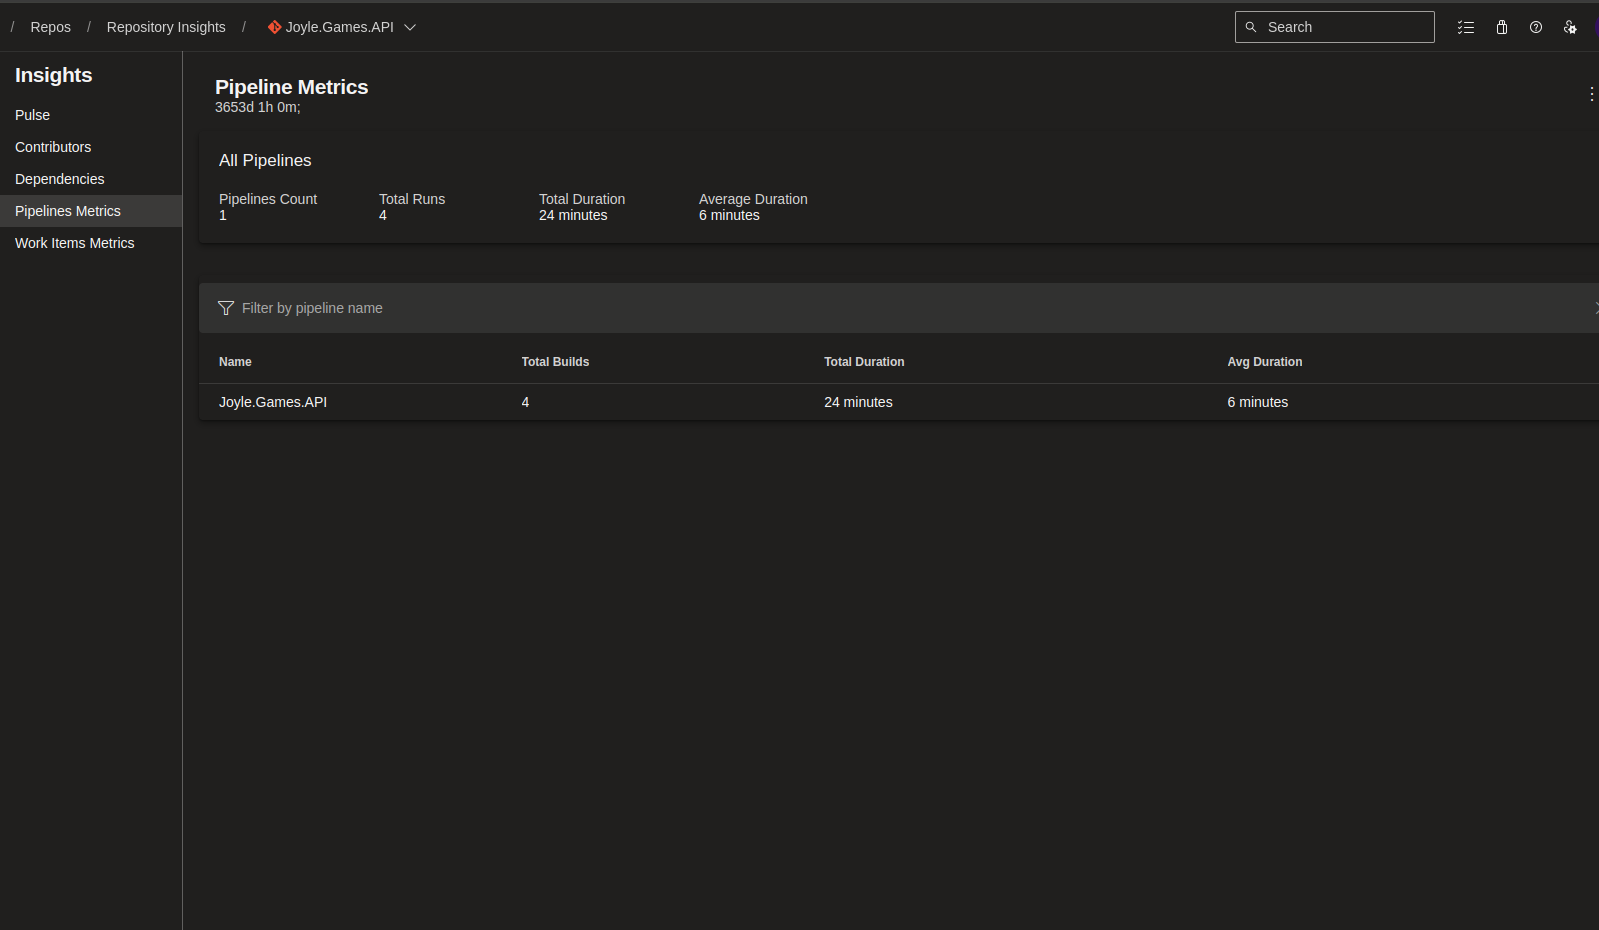 / Repos / Repository Insights / Joyle.Games.API
Search
Insights
Pulse
Contributors
Dependencies
Pipelines Metrics
Work Items Metrics
Pipeline Metrics
3653d 1h 0m;
All Pipelines
Pipelines Count Total Runs Total Duration Average Duration
1 4 24 minutes 6 minutes
Filter by pipeline name
Name Total Builds Total Duration Avg Duration
Joyle.Games.API 4 24 minutes 6 minutes